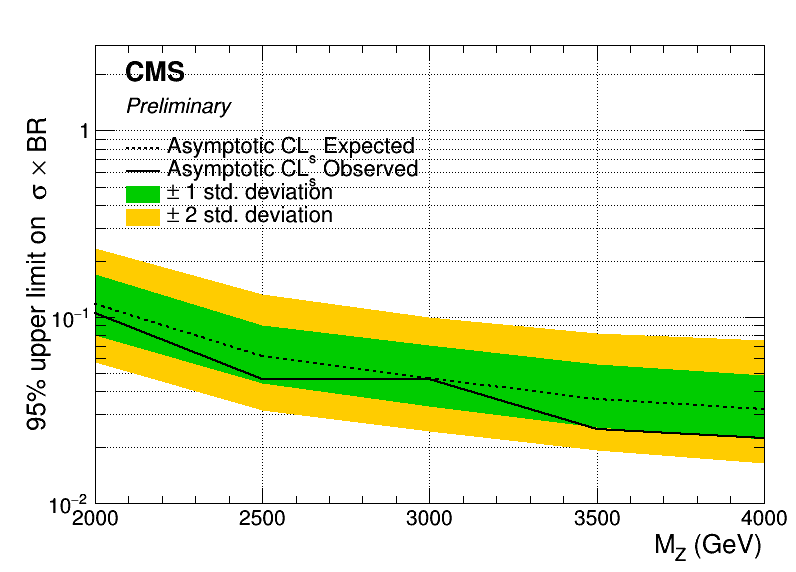 CMS
Preliminary
Asymptotic CLs Expected
Asymptotic CLs Observed
± 1 std. deviation
± 2 std. deviation
95% upper limit on σ × BR
1
10−1
10−2
2000 2500 3000 3500 4000
MZ (GeV)